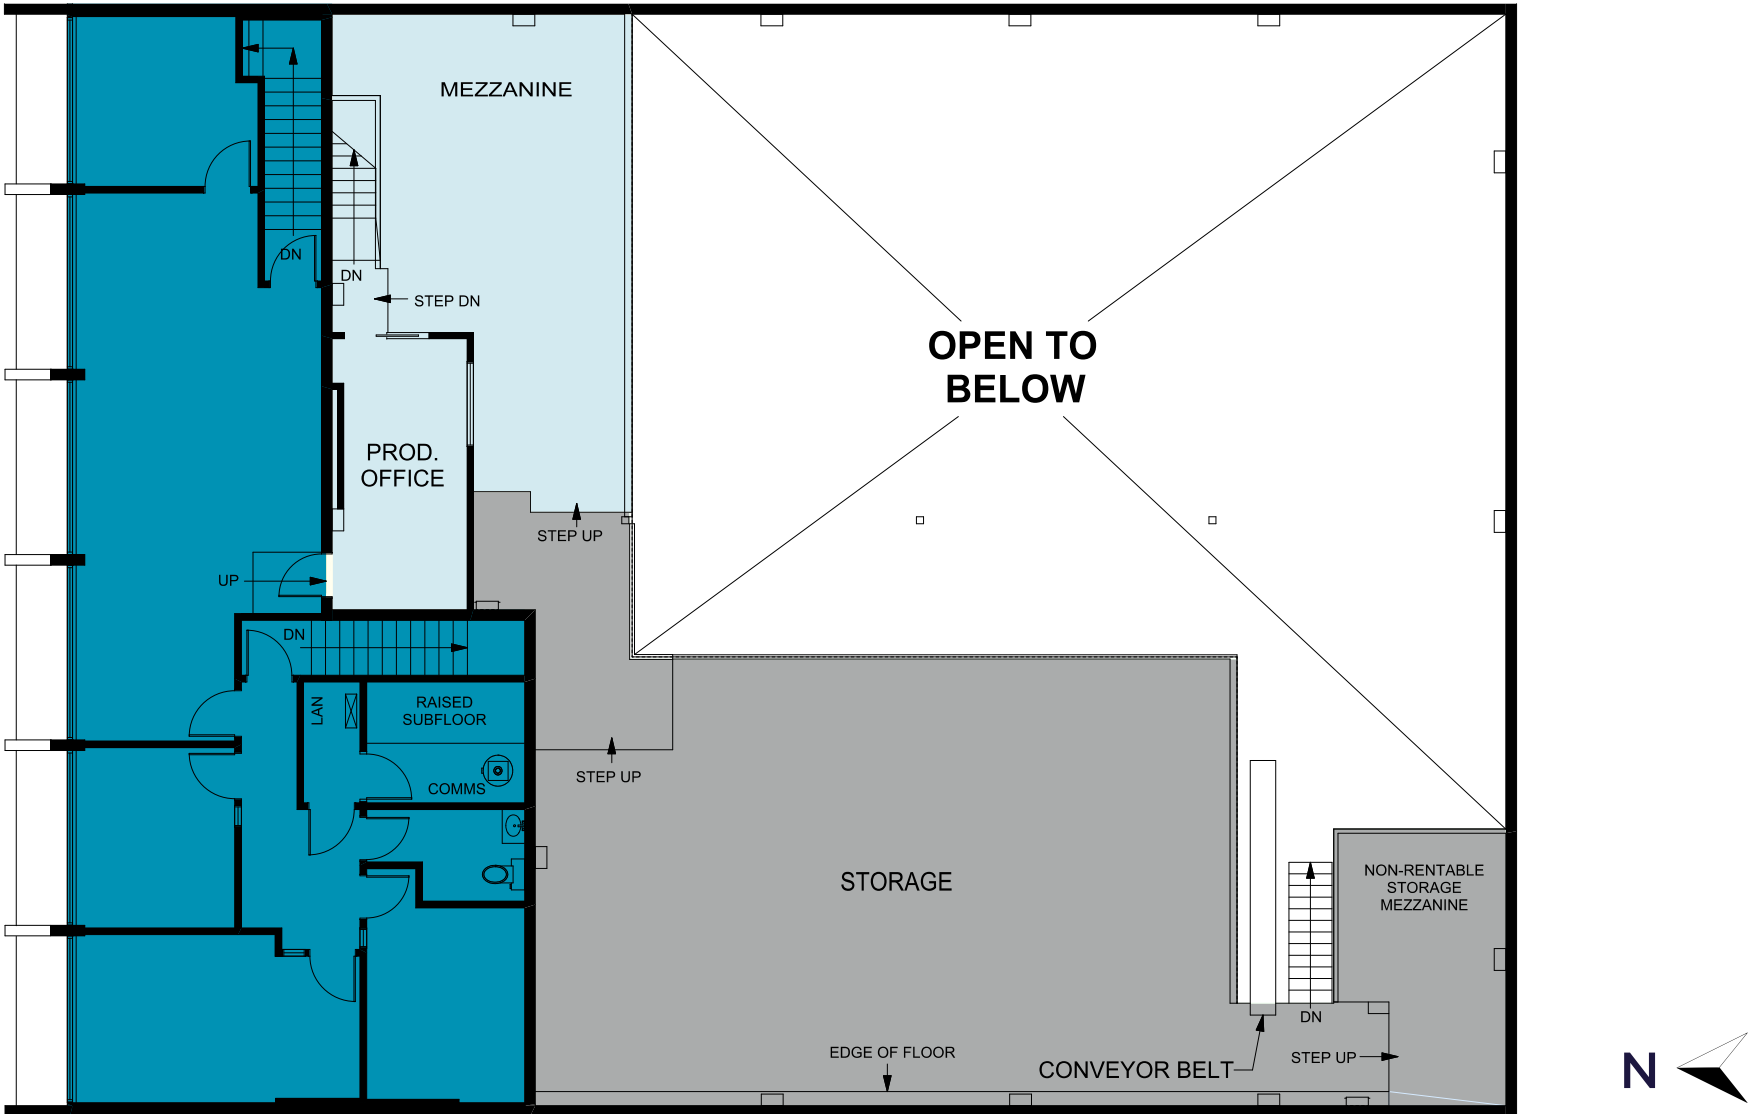 MEZZANINE
DN
DN
STEP DN
OPEN TO
BELOW
PROD.
OFFICE
STEP UP
UP
DN
LAN
RAISED
SUBFLOOR
STEP UP
COMMS
STORAGE
NON-RENTABLE
STORAGE
MEZZANINE
DN
EDGE OF FLOOR
CONVEYOR BELT
STEP UP
N